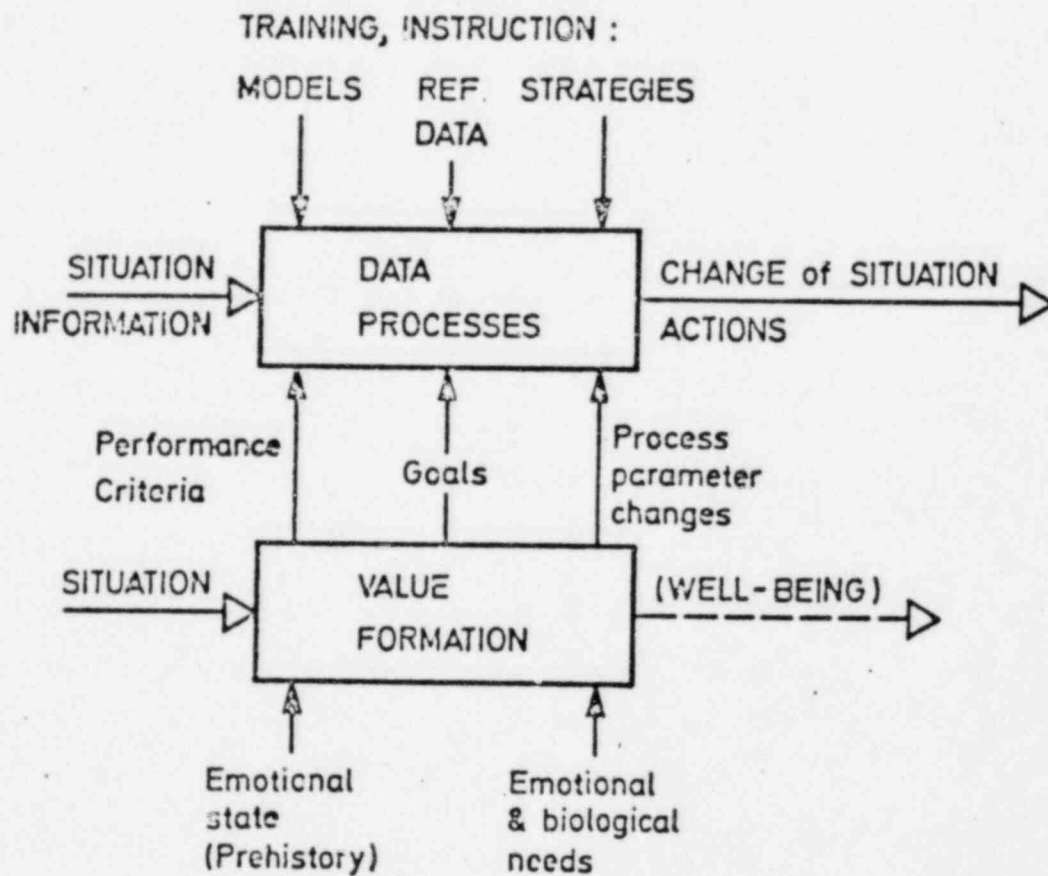 TRAINING, INSTRUCTION :
MODELS REF. STRATEGIES
DATA
SITUATION
INFORMATION
DATA
PROCESSES
CHANGE of SITUATION
ACTIONS
Performance
Criteria
Goals
Process
parameter
changes
SITUATION
VALUE
FORMATION
(WELL-BEING)
Emotional
state
(Prehistory)
Emotional
& biological
needs